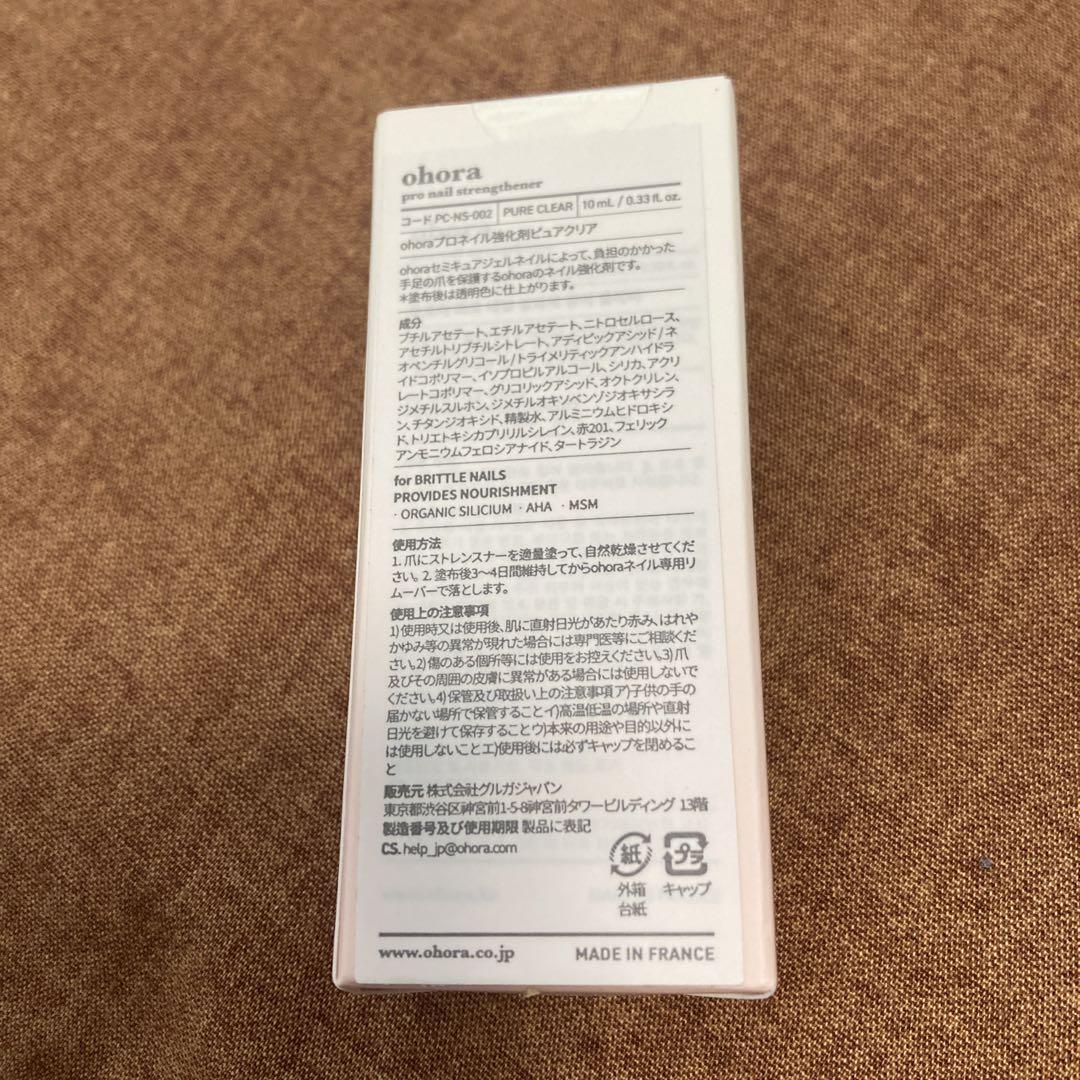 ohora
pro nail strengthener
コード PC-NS-002 PURE CLEAR 10 mL / 0.33 fl. oz.
ohoraプロネイル強化剤ピュアクリア
ohoraセミキュアジェルネイルによって、負担のかかった
手足の爪を保護するohoraのネイル強化剤です。
*塗布後は透明色に仕上がります。
成分
ブチルアセテート、エチルアセテート、ニトロセルロース、
アセチルトリブチルシトレート、アディピックアシッド/ネ
オペンチルグリコール/トライメリティックアンハイドラ
イドコポリマー、イソプロピルアルコール、シリカ、アクリ
レートコポリマー、グリコリックアシッド、オクトクリレン、
ジメチルスルホン、ジメチルオキソベンゾジオキサシラ
ン、チタンジオキシド、精製水、アルミニウムヒドロキシ
ド、トリエトキシカプリリルシレイン、赤201、フェリック
アンモニウムフェロシアナイド、タートラジン
for BRITTLE NAILS
PROVIDES NOURISHMENT
· ORGANIC SILICIUM · AHA · MSM
使用方法
1. 爪にストレンスナーを適量塗って、自然乾燥させてくだ
さい。2. 塗布後3〜4日間維持してからohoraネイル専用リ
ムーバーで落とします。
使用上の注意事項
1)使用時又は使用後、肌に直射日光があたり赤み、はれや
かゆみ等の異常が現れた場合には専門医等にご相談くだ
さい。2)傷のある個所等には使用をお控えください。3)爪
及びその周囲の皮膚に異常がある場合には使用しないで
ください。4)保管及び取扱い上の注意事項ア)子供の手の
届かない場所で保管することイ)高温低温の場所や直射
日光を避けて保存することウ)本来の用途や目的以外に
は使用しないことエ)使用後には必ずキャップを閉めるこ
と
販売元 株式会社グルガジャパン
東京都渋谷区神宮前1-5-8神宮前タワービルディング 13階
製造番号及び使用期限 製品に表記
CS. help_jp@ohora.com
紙 プラ
外箱 キャップ
台紙
www.ohora.co.jp MADE IN FRANCE